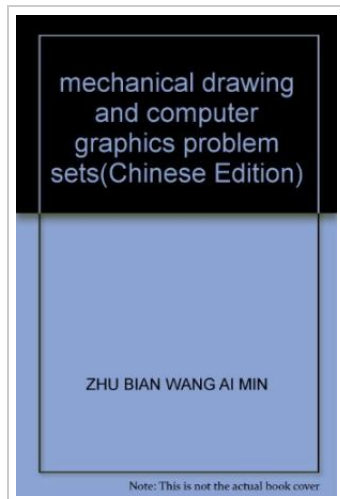 mechanical drawing
and computer
graphics problem
sets(Chinese Edition)
ZHU BIAN WANG AI MIN
Note: This is not the actual book cover